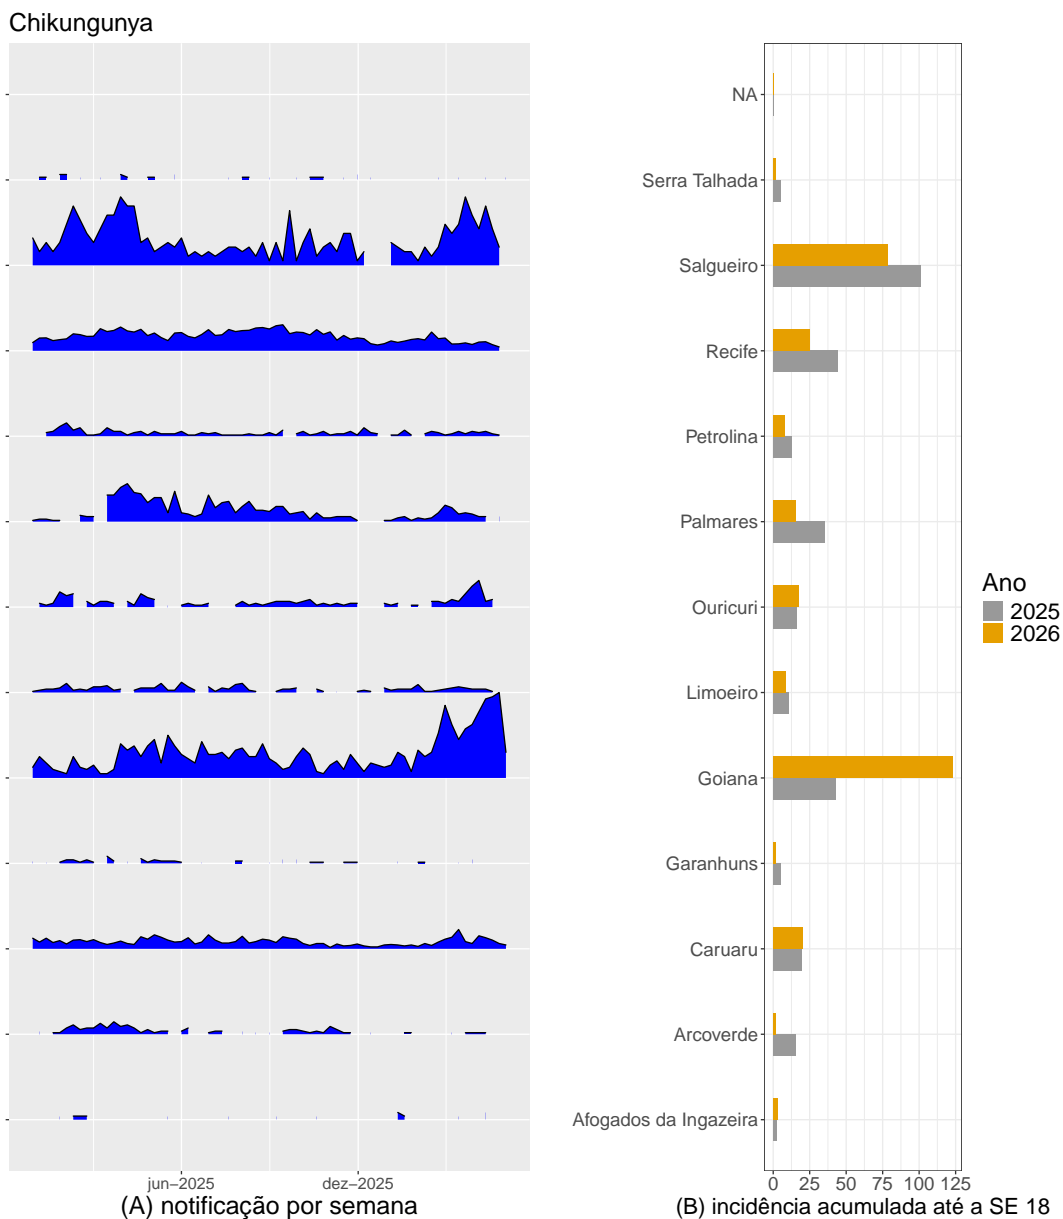 Chikungunya
NA
Serra Talhada
Salgueiro
Recife
Petrolina
Palmares
Ouricuri
Limoeiro
Goiana
Garanhuns
Caruaru
Arcoverde
Afogados da Ingazeira
jun–2025 dez–2025
(A) notificação por semana
0 25 50 75 100 125
(B) incidência acumulada até a SE 18
Ano
2025
2026